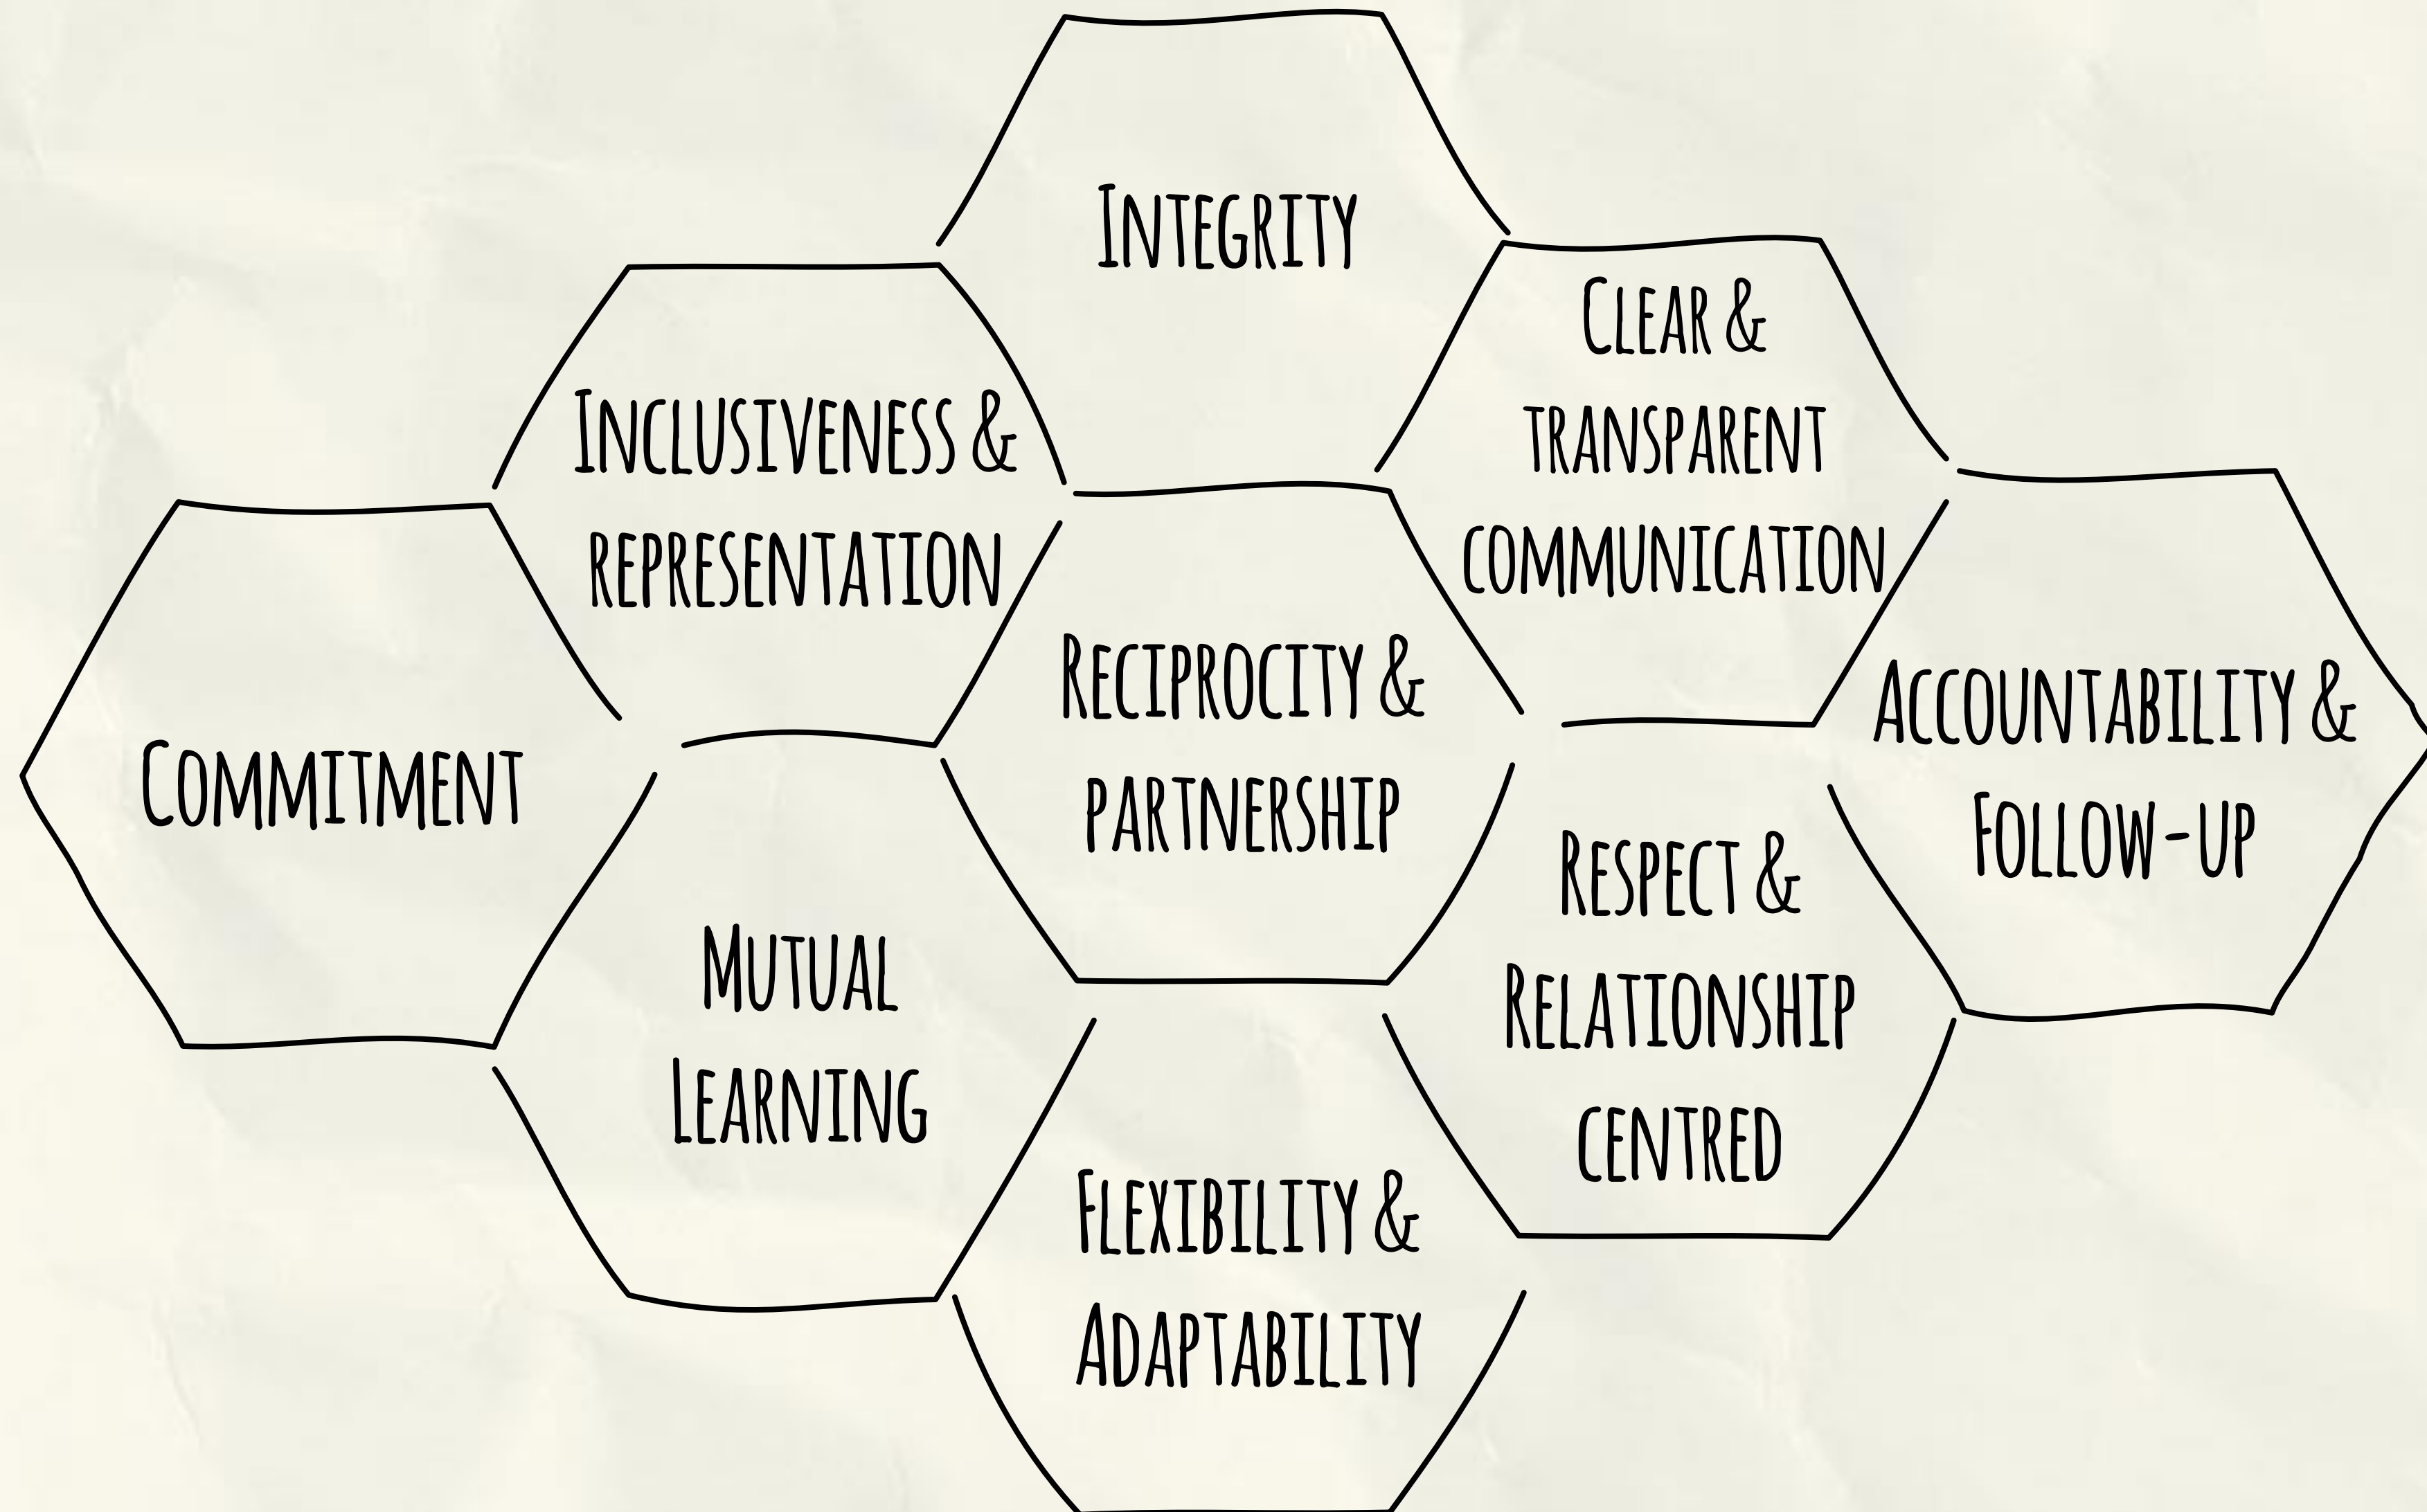 Integrity
Clear &
transparent
communication
Inclusiveness &
representation
Reciprocity &
partnership
Accountability &
Follow-up
Commitment
Respect &
Relationship
centred
Mutual
Learning
Flexibility &
Adaptability